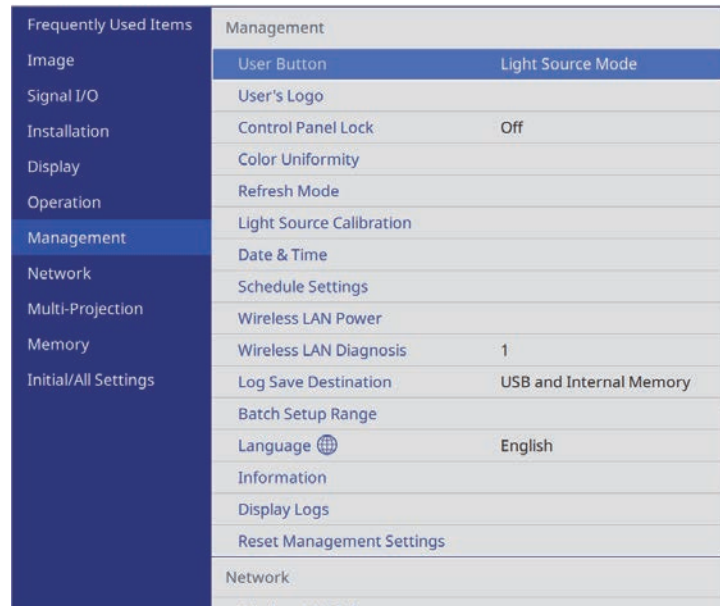 Frequently Used Items
Image
Signal I/O
Installation
Display
Operation
Management
Network
Multi-Projection
Memory
Initial/All Settings
Management
User Button Light Source Mode
User's Logo
Control Panel Lock Off
Color Uniformity
Refresh Mode
Light Source Calibration
Date & Time
Schedule Settings
Wireless LAN Power
Wireless LAN Diagnosis 1
Log Save Destination USB and Internal Memory
Batch Setup Range
Language English
Information
Display Logs
Reset Management Settings
Network